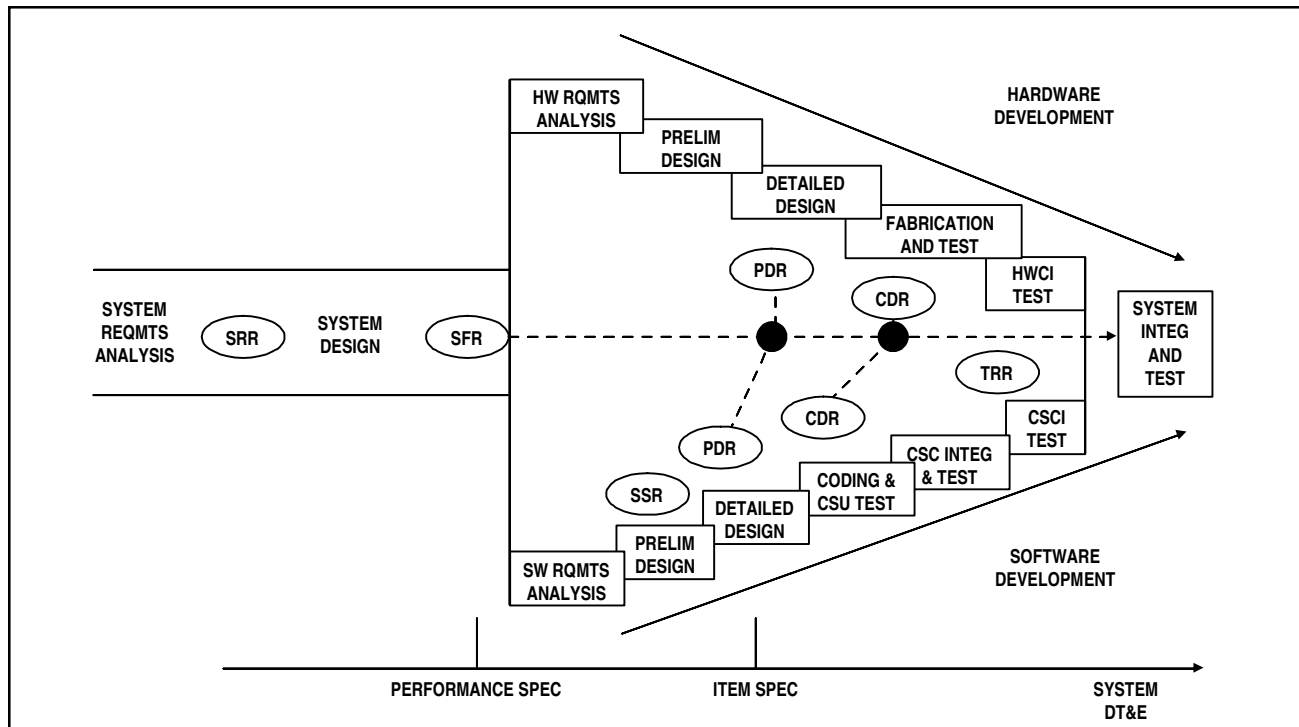 HARDWARE
DEVELOPMENT
HW RQMTS
ANALYSIS
PRELIM
DESIGN
DETAILED
DESIGN
FABRICATION
AND TEST
HWCI
TEST
PDR
CDR
SYSTEM
REQMTS
ANALYSIS
SRR
SYSTEM
DESIGN
SFR
SYSTEM
INTEG
AND
TEST
TRR
CDR
PDR
SSR
CSCI
TEST
CSC INTEG
& TEST
CODING &
CSU TEST
DETAILED
DESIGN
PRELIM
DESIGN
SW RQMTS
ANALYSIS
SOFTWARE
DEVELOPMENT
PERFORMANCE SPEC
ITEM SPEC
SYSTEM
DT&E